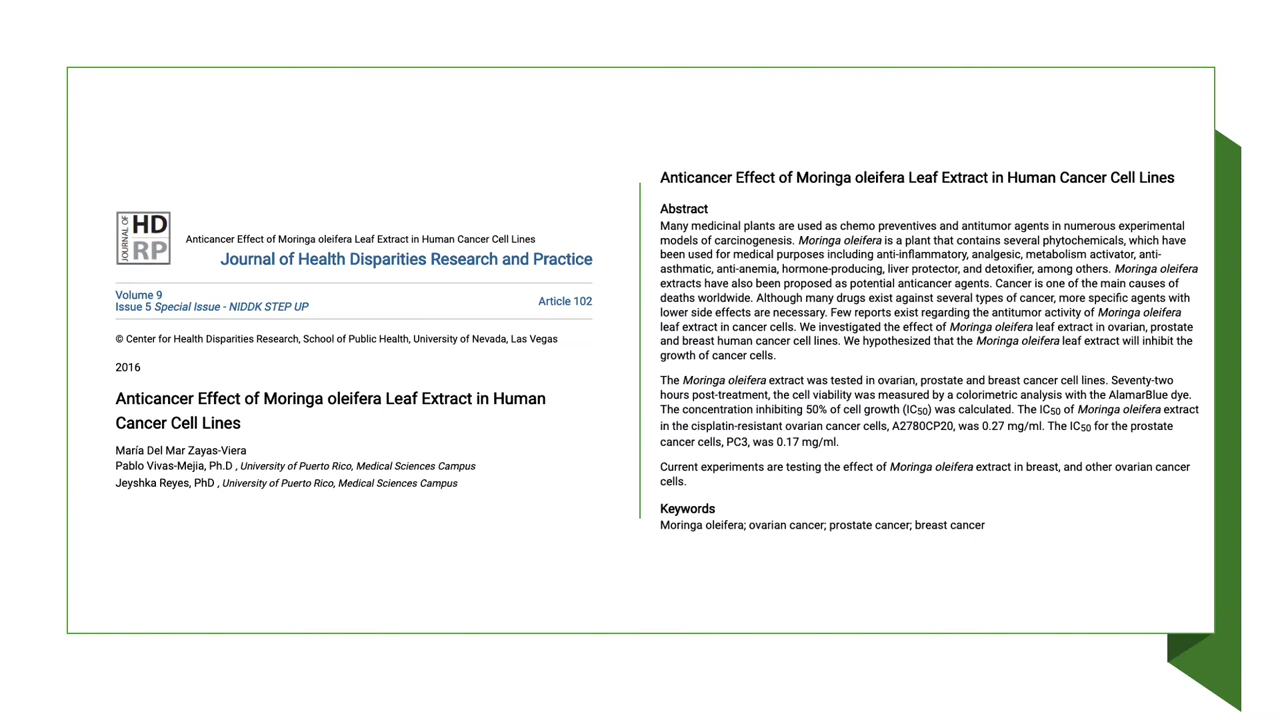 JOURNAL OF
HD
RP
Anticancer Effect of Moringa oleifera Leaf Extract in Human Cancer Cell Lines
Journal of Health Disparities Research and Practice
Volume 9
Issue 5 Special Issue - NIDDK STEP UP
Article 102
© Center for Health Disparities Research, School of Public Health, University of Nevada, Las Vegas
2016
Anticancer Effect of Moringa oleifera Leaf Extract in Human
Cancer Cell Lines
María Del Mar Zayas-Viera
Pablo Vivas-Mejia, Ph.D , University of Puerto Rico, Medical Sciences Campus
Jeyshka Reyes, PhD , University of Puerto Rico, Medical Sciences Campus
Anticancer Effect of Moringa oleifera Leaf Extract in Human Cancer Cell Lines
Abstract
Many medicinal plants are used as chemo preventives and antitumor agents in numerous experimental
models of carcinogenesis. Moringa oleifera is a plant that contains several phytochemicals, which have
been used for medical purposes including anti-inflammatory, analgesic, metabolism activator, anti-
asthmatic, anti-anemia, hormone-producing, liver protector, and detoxifier, among others. Moringa oleifera
extracts have also been proposed as potential anticancer agents. Cancer is one of the main causes of
deaths worldwide. Although many drugs exist against several types of cancer, more specific agents with
lower side effects are necessary. Few reports exist regarding the antitumor activity of Moringa oleifera
leaf extract in cancer cells. We investigated the effect of Moringa oleifera leaf extract in ovarian, prostate
and breast human cancer cell lines. We hypothesized that the Moringa oleifera leaf extract will inhibit the
growth of cancer cells.
The Moringa oleifera extract was tested in ovarian, prostate and breast cancer cell lines. Seventy-two
hours post-treatment, the cell viability was measured by a colorimetric analysis with the AlamarBlue dye.
The concentration inhibiting 50% of cell growth (IC50) was calculated. The IC50 of Moringa oleifera extract
in the cisplatin-resistant ovarian cancer cells, A2780CP20, was 0.27 mg/ml. The IC50 for the prostate
cancer cells, PC3, was 0.17 mg/ml.
Current experiments are testing the effect of Moringa oleifera extract in breast, and other ovarian cancer
cells.
Keywords
Moringa oleifera; ovarian cancer; prostate cancer; breast cancer